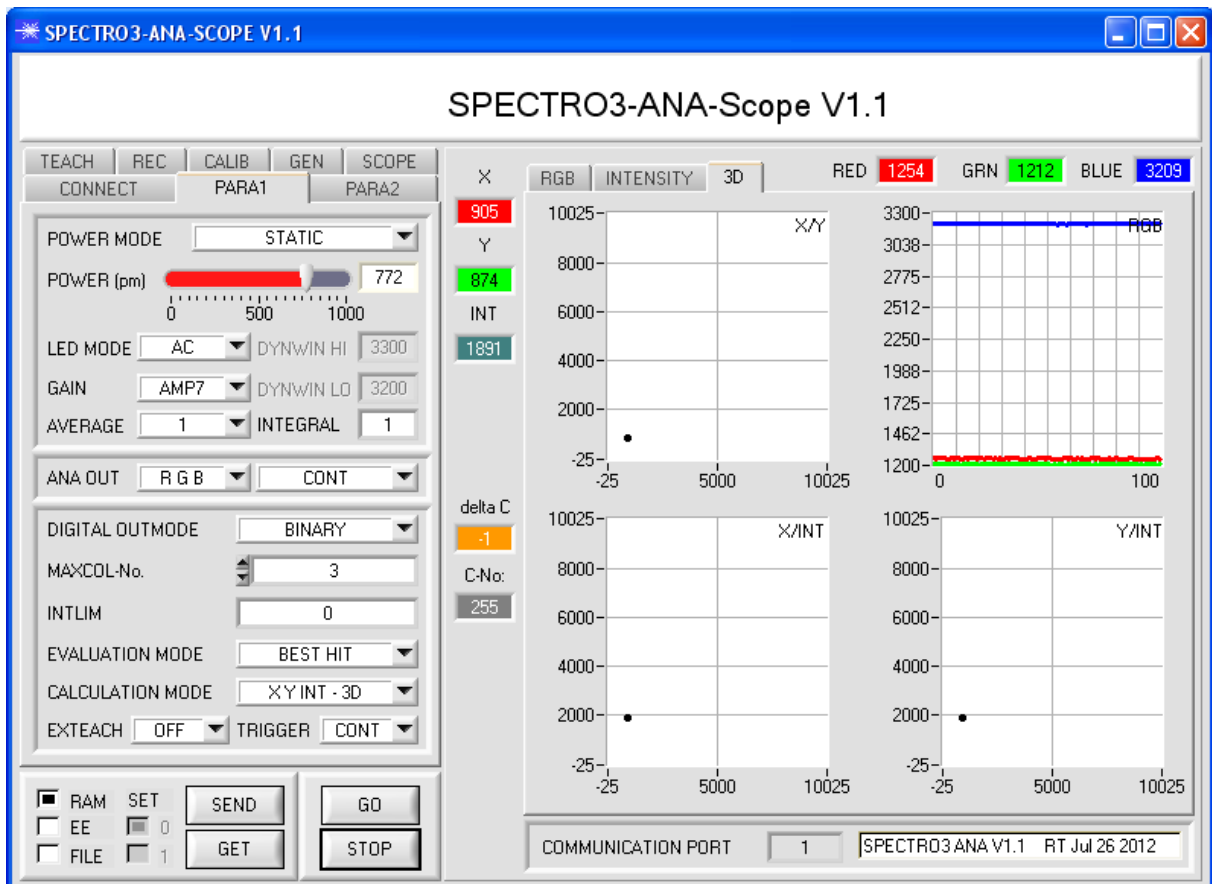 SPECTRO3-ANA-SCOPE V1.1
SPECTRO3-ANA-Scope V1.1
TEACH REC CALIB GEN SCOPE
CONNECT PARA1 PARA2
POWER MODE STATIC
POWER (pm) 772
0 500 1000
LED MODE AC DYNWIN HI 3300
GAIN AMP7 DYNWIN LO 3200
AVERAGE 1 INTEGRAL 1
ANA OUT R G B CONT
DIGITAL OUTMODE BINARY
MAXCOL-No. 3
INTLIM 0
EVALUATION MODE BEST HIT
CALCULATION MODE X Y INT - 3D
EXTEACH OFF TRIGGER CONT
RAM SET SEND GO
EE 0
FILE 1 GET STOP
X
905
Y
874
INT
1891
delta C
-1
C-No:
255
RGB INTENSITY 3D RED 1254 GRN 1212 BLUE 3209
X/Y
10025
8000
6000
4000
2000
-25
-25 5000 10025
RGB
3300
3038
2775
2512
2250
1988
1725
1462
1200
0 100
X/INT
10025
8000
6000
4000
2000
-25
-25 5000 10025
Y/INT
10025
8000
6000
4000
2000
-25
-25 5000 10025
COMMUNICATION PORT 1 SPECTRO3 ANA V1.1 RT Jul 26 2012